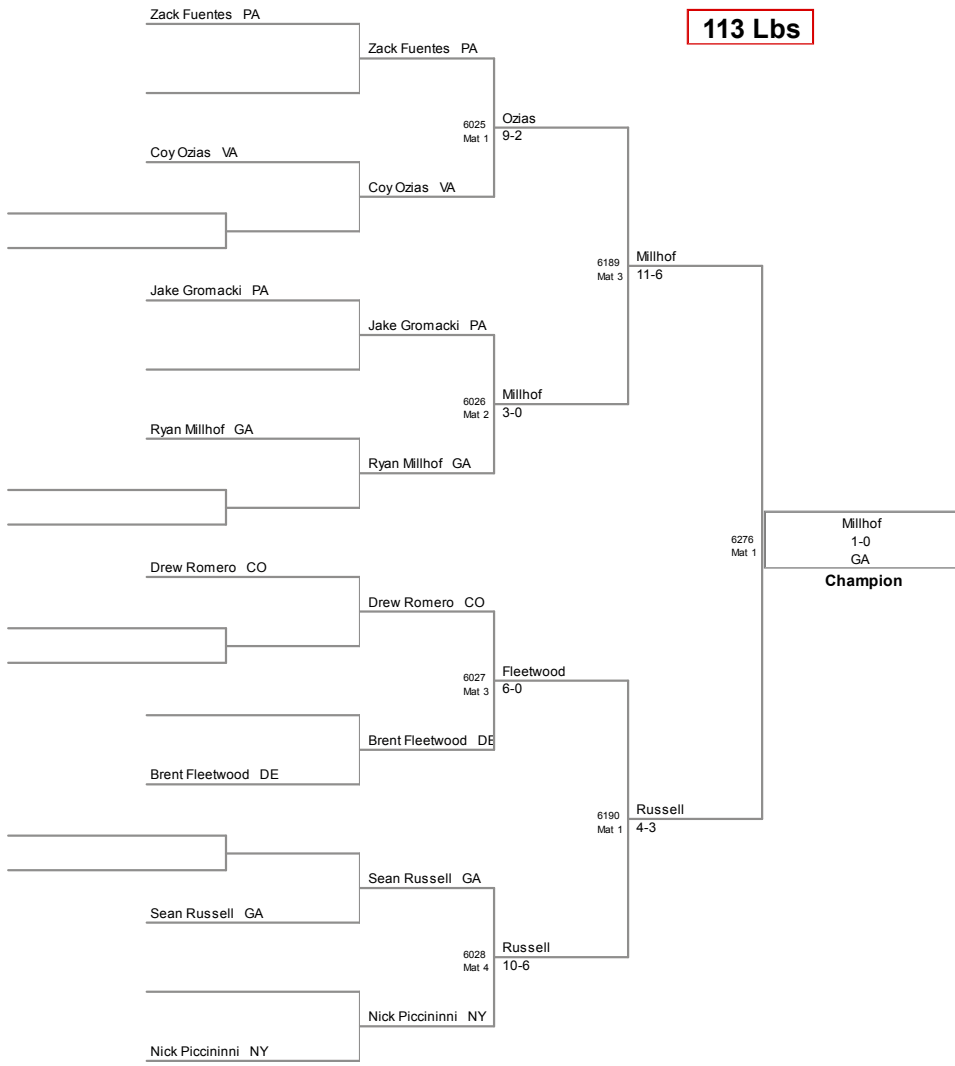 Zack Fuentes PA
113 Lbs
Zack Fuentes PA
6025
Mat 1
Ozias
9-2
Coy Ozias VA
Coy Ozias VA
6189
Mat 3
Millhof
11-6
Jake Gromacki PA
Jake Gromacki PA
6026
Mat 2
Millhof
3-0
Ryan Millhof GA
Ryan Millhof GA
6276
Mat 1
Millhof
1-0
GA
Champion
Drew Romero CO
Drew Romero CO
6027
Mat 3
Fleetwood
6-0
Brent Fleetwood DE
Brent Fleetwood DE
6190
Mat 1
Russell
4-3
Sean Russell GA
Sean Russell GA
6028
Mat 4
Russell
10-6
Nick Piccininni NY
Nick Piccininni NY